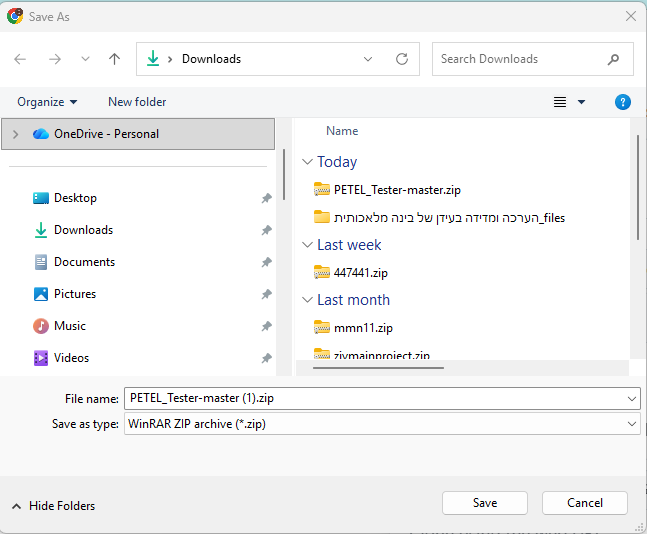 Save As
Downloads
Search Downloads
Organize
New folder
?
OneDrive - Personal
Desktop
Downloads
Documents
Pictures
Music
Videos
Name
Today
PETEL_Tester-master.zip
הערכה ומדידה בעידן של בינה מלאכותית_files
Last week
447441.zip
Last month
mmn11.zip
zivmainproject.zip
File name: PETEL_Tester-master (1).zip
Save as type: WinRAR ZIP archive (*.zip)
Hide Folders
Save
Cancel